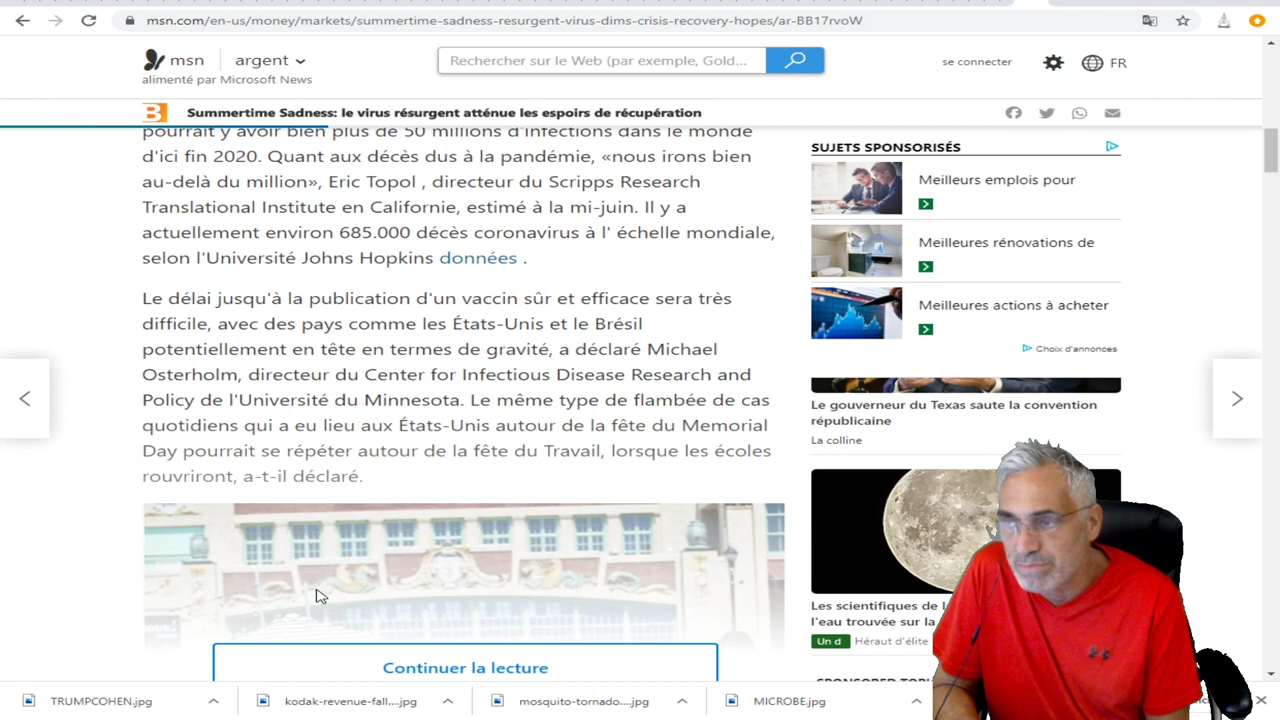 msn.com/en-us/money/markets/summertime-sadness-resurgent-virus-dims-crisis-recovery-hopes/ar-BB17rvoW
msn
argent
Rechercher sur le Web (par exemple, Gold...
se connecter
FR
alimenté par Microsoft News
Summertime Sadness: le virus résurgent atténue les espoirs de récupération
pourrait y avoir bien plus de 50 millions d'infections dans le monde
d'ici fin 2020. Quant aux décès dus à la pandémie, «nous irons bien
au-delà du million», Eric Topol , directeur du Scripps Research
Translational Institute en Californie, estimé à la mi-juin. Il y a
actuellement environ 685.000 décès coronavirus à l' échelle mondiale,
selon l'Université Johns Hopkins données .
Le délai jusqu'à la publication d'un vaccin sûr et efficace sera très
difficile, avec des pays comme les États-Unis et le Brésil
potentiellement en tête en termes de gravité, a déclaré Michael
Osterholm, directeur du Center for Infectious Disease Research and
Policy de l'Université du Minnesota. Le même type de flambée de cas
quotidiens qui a eu lieu aux États-Unis autour de la fête du Memorial
Day pourrait se répéter autour de la fête du Travail, lorsque les écoles
rouvriront, a-t-il déclaré.
Continuer la lecture
SUJETS SPONSORISÉS
Meilleurs emplois pour
Meilleures rénovations de
Meilleures actions à acheter
Choix d'annonces
Le gouverneur du Texas saute la convention
républicaine
La colline
Les scientifiques de
l'eau trouvée sur la
Un d
Héraut d'élite
SPONSORED
TRUMPCOHEN.jpg
kodak-revenue-fall....jpg
mosquito-tornado....jpg
MICROBE.jpg